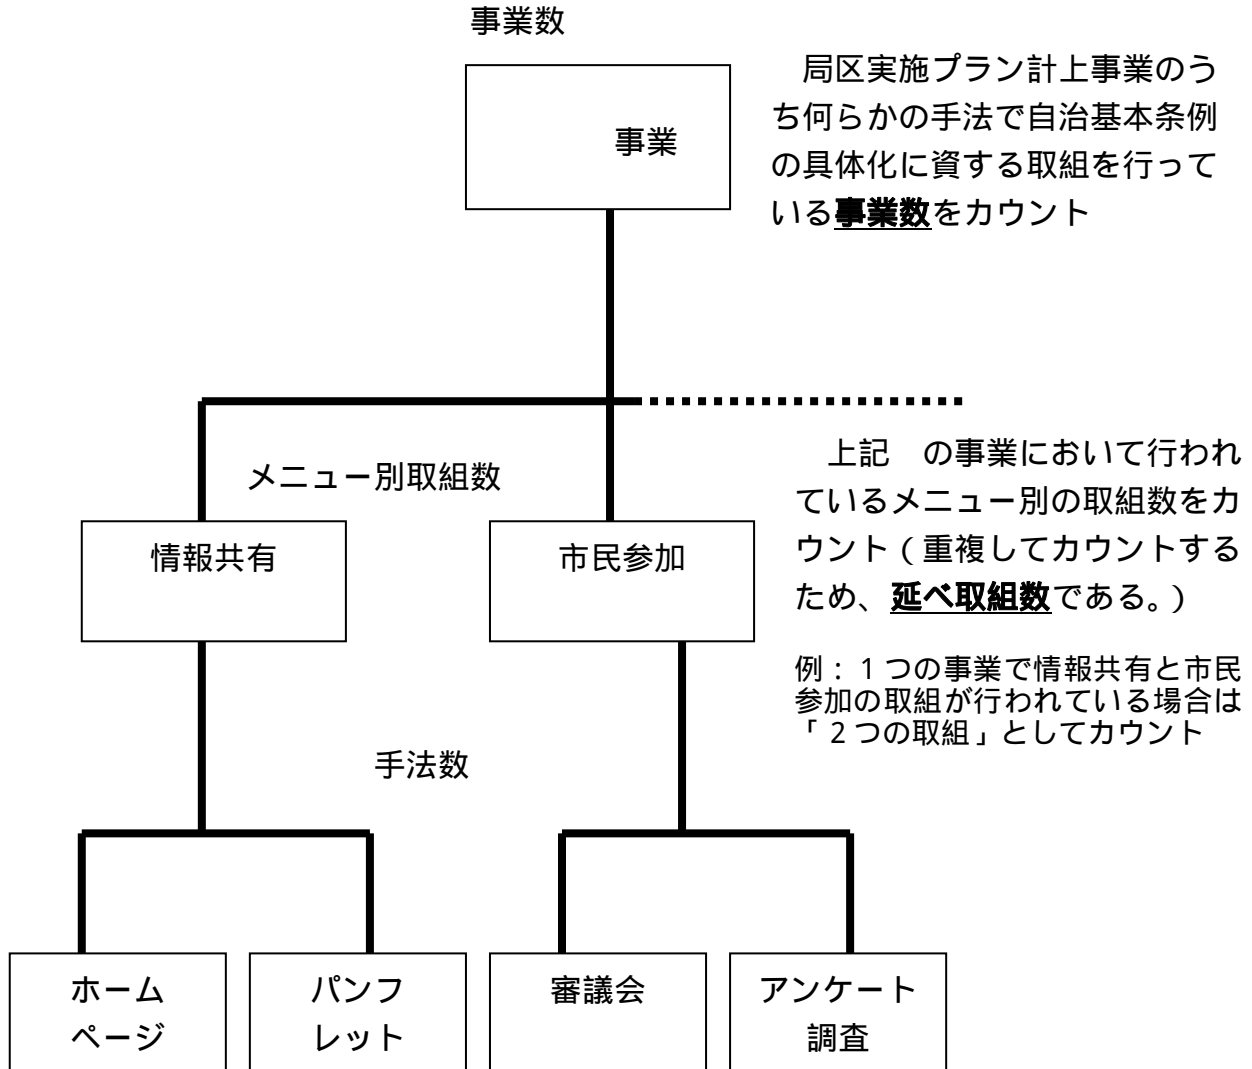 事業数
事業
局区実施プラン計上事業のう
ち何らかの手法で自治基本条例
の具体化に資する取組を行って
いる事業数をカウント
メニュー別取組数
情報共有
市民参加
上記　の事業において行われ
ているメニュー別の取組数をカ
ウント（重複してカウントする
ため、延べ取組数である。）
例：１つの事業で情報共有と市民
参加の取組が行われている場合は
「２つの取組」としてカウント
手法数
ホーム
ページ
パンフ
レット
審議会
アンケート
調査